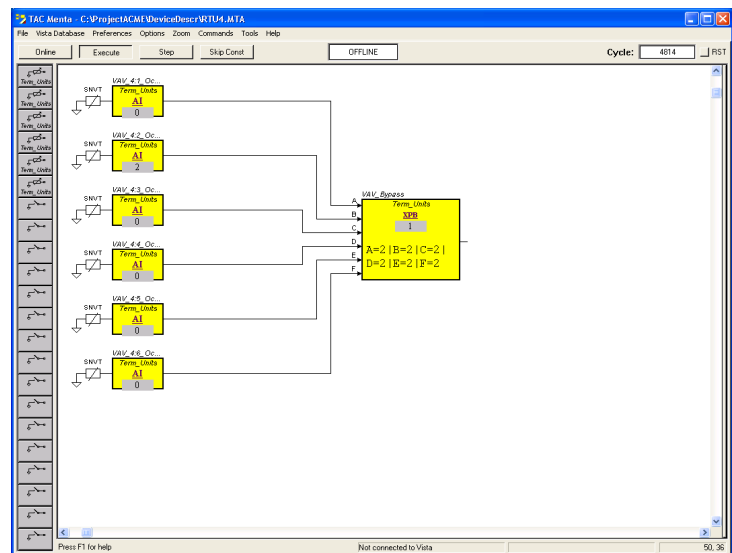 TAC Menta - C:\ProjectACME\DeviceDescr\RTU4.MTA
File Vista Database Preferences Options Zoom Commands Tools Help
Online Execute Step Skip Const OFFLINE Cycle: 4814 RST
Term_Units
Term_Units
Term_Units
Term_Units
Term_Units
Term_Units
VAV_4:1_Oc...
SNVT
Term_Units
AI
0
VAV_4:2_Oc...
SNVT
Term_Units
AI
2
VAV_4:3_Oc...
SNVT
Term_Units
AI
0
VAV_4:4_Oc...
SNVT
Term_Units
AI
0
VAV_4:5_Oc...
SNVT
Term_Units
AI
0
VAV_4:6_Oc...
SNVT
Term_Units
AI
0
VAV_Bypass
A
B
C
D
E
F
Term_Units
XPB
1
A=2|B=2|C=2|
D=2|E=2|F=2
Press F1 for help Not connected to Vista 50, 36